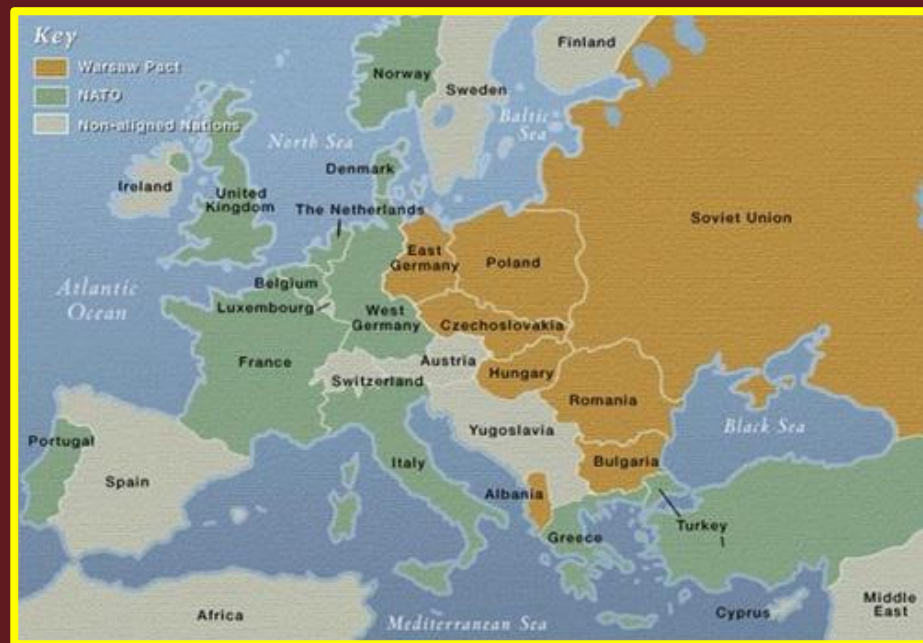 Key
Warsaw Pact
NATO
Non-aligned Nations
Finland
Norway
Sweden
Baltic
Sea
North Sea
Denmark
Ireland
United
Kingdom
The Netherlands
Soviet Union
East
Germany
Poland
Belgium
Atlantic
Ocean
Luxembourg
West
Germany
Czechoslovakia
France
Austria
Switzerland
Hungary
Romania
Black Sea
Yugoslavia
Portugal
Spain
Italy
Bulgaria
Albania
Turkey
Greece
Africa
Mediterranean Sea
Cyprus
Middle
East